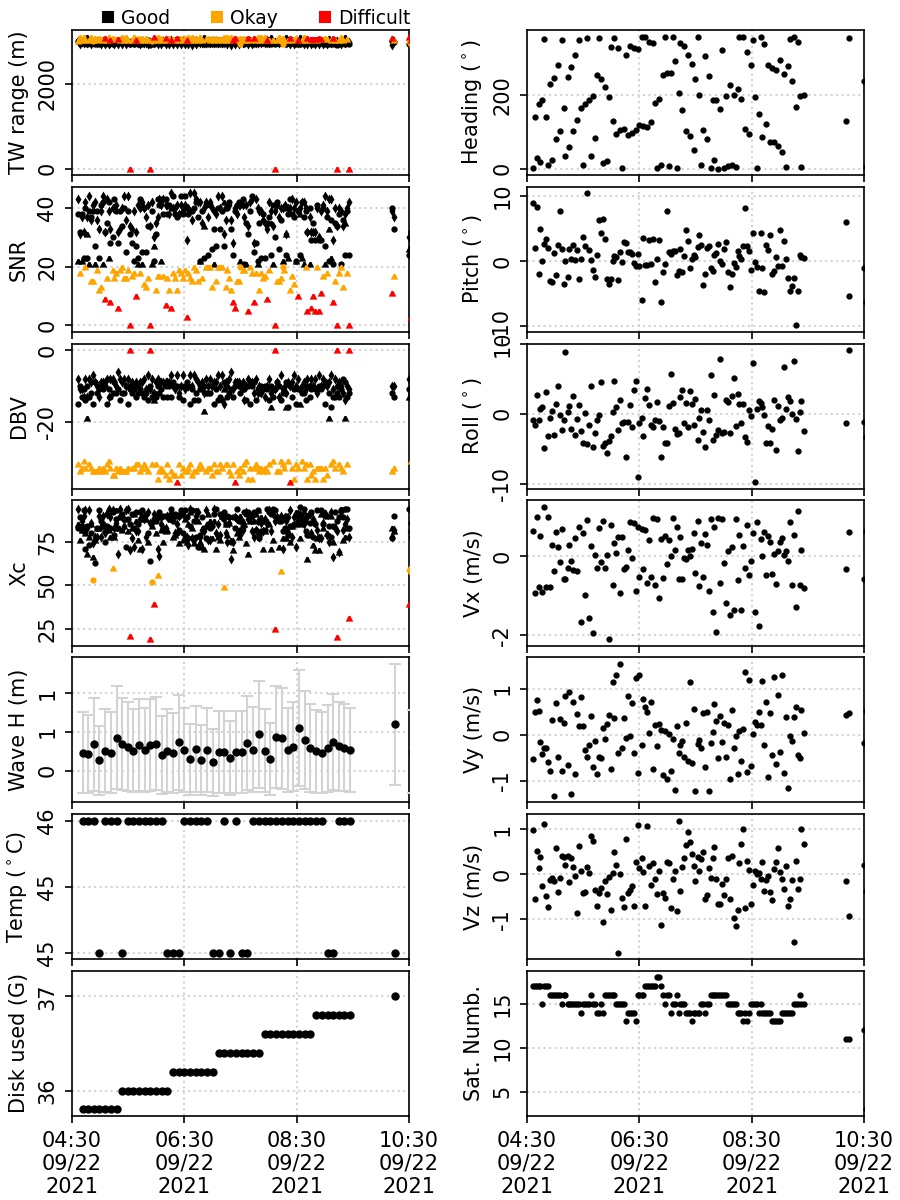 Good Okay Difficult
TW range (m)
2000
0
Heading (°)
200
0
SNR
40
20
0
Pitch (°)
10
0
-10
DBV
0
-20
Roll (°)
10
0
-10
Xc
75
50
25
Vx (m/s)
0
-2
Wave H (m)
1
1
0
Vy (m/s)
1
0
-1
Temp (°C)
46
45
45
Vz (m/s)
1
0
-1
Disk used (G)
37
36
Sat. Numb.
15
10
5
04:30 06:30 08:30 10:30 04:30 06:30 08:30 10:30
09/22 09/22 09/22 09/22 09/22 09/22 09/22 09/22
2021 2021 2021 2021 2021 2021 2021 2021